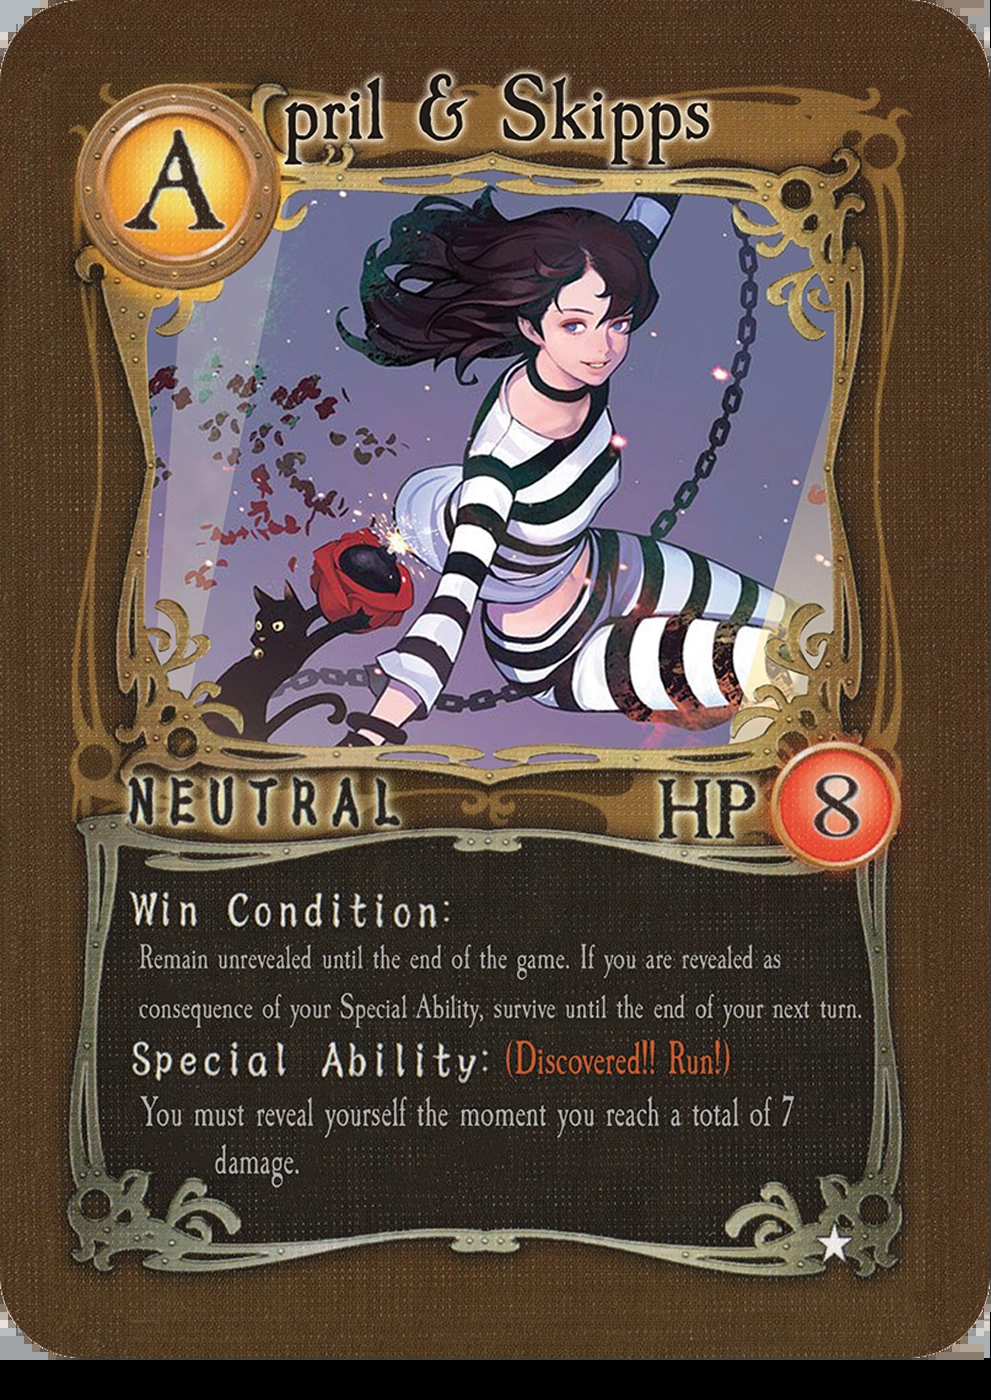 April & Skipps
NEUTRAL HP 8
Win Condition:
Remain unrevealed until the end of the game. If you are revealed as
consequence of your Special Ability, survive until the end of your next turn.
Special Ability: (Discovered!! Run!)
You must reveal yourself the moment you reach a total of 7
damage.